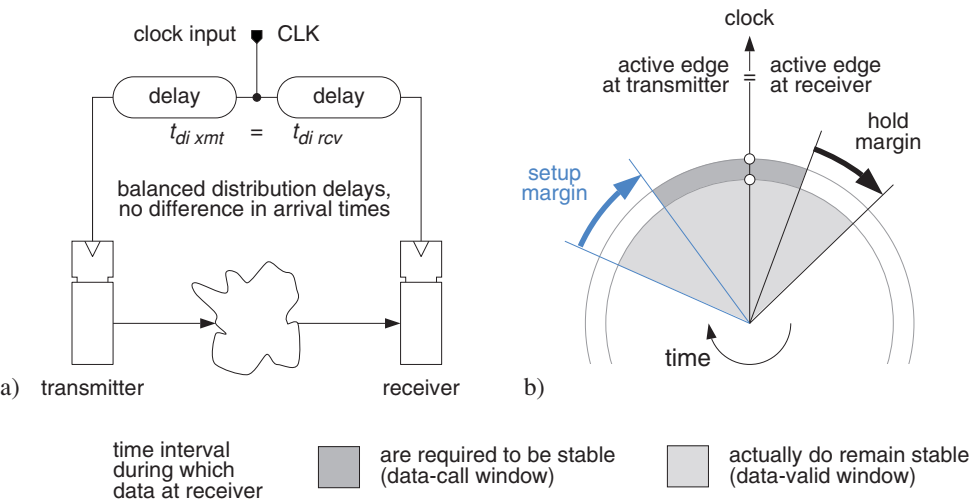 clock input CLK
delay delay
t di xmt = t di rcv
balanced distribution delays,
no difference in arrival times
a) transmitter receiver
clock
active edge = active edge
at transmitter at receiver
hold
margin
setup
margin
time
b)
time interval
during which
data at receiver
are required to be stable
(data-call window)
actually do remain stable
(data-valid window)